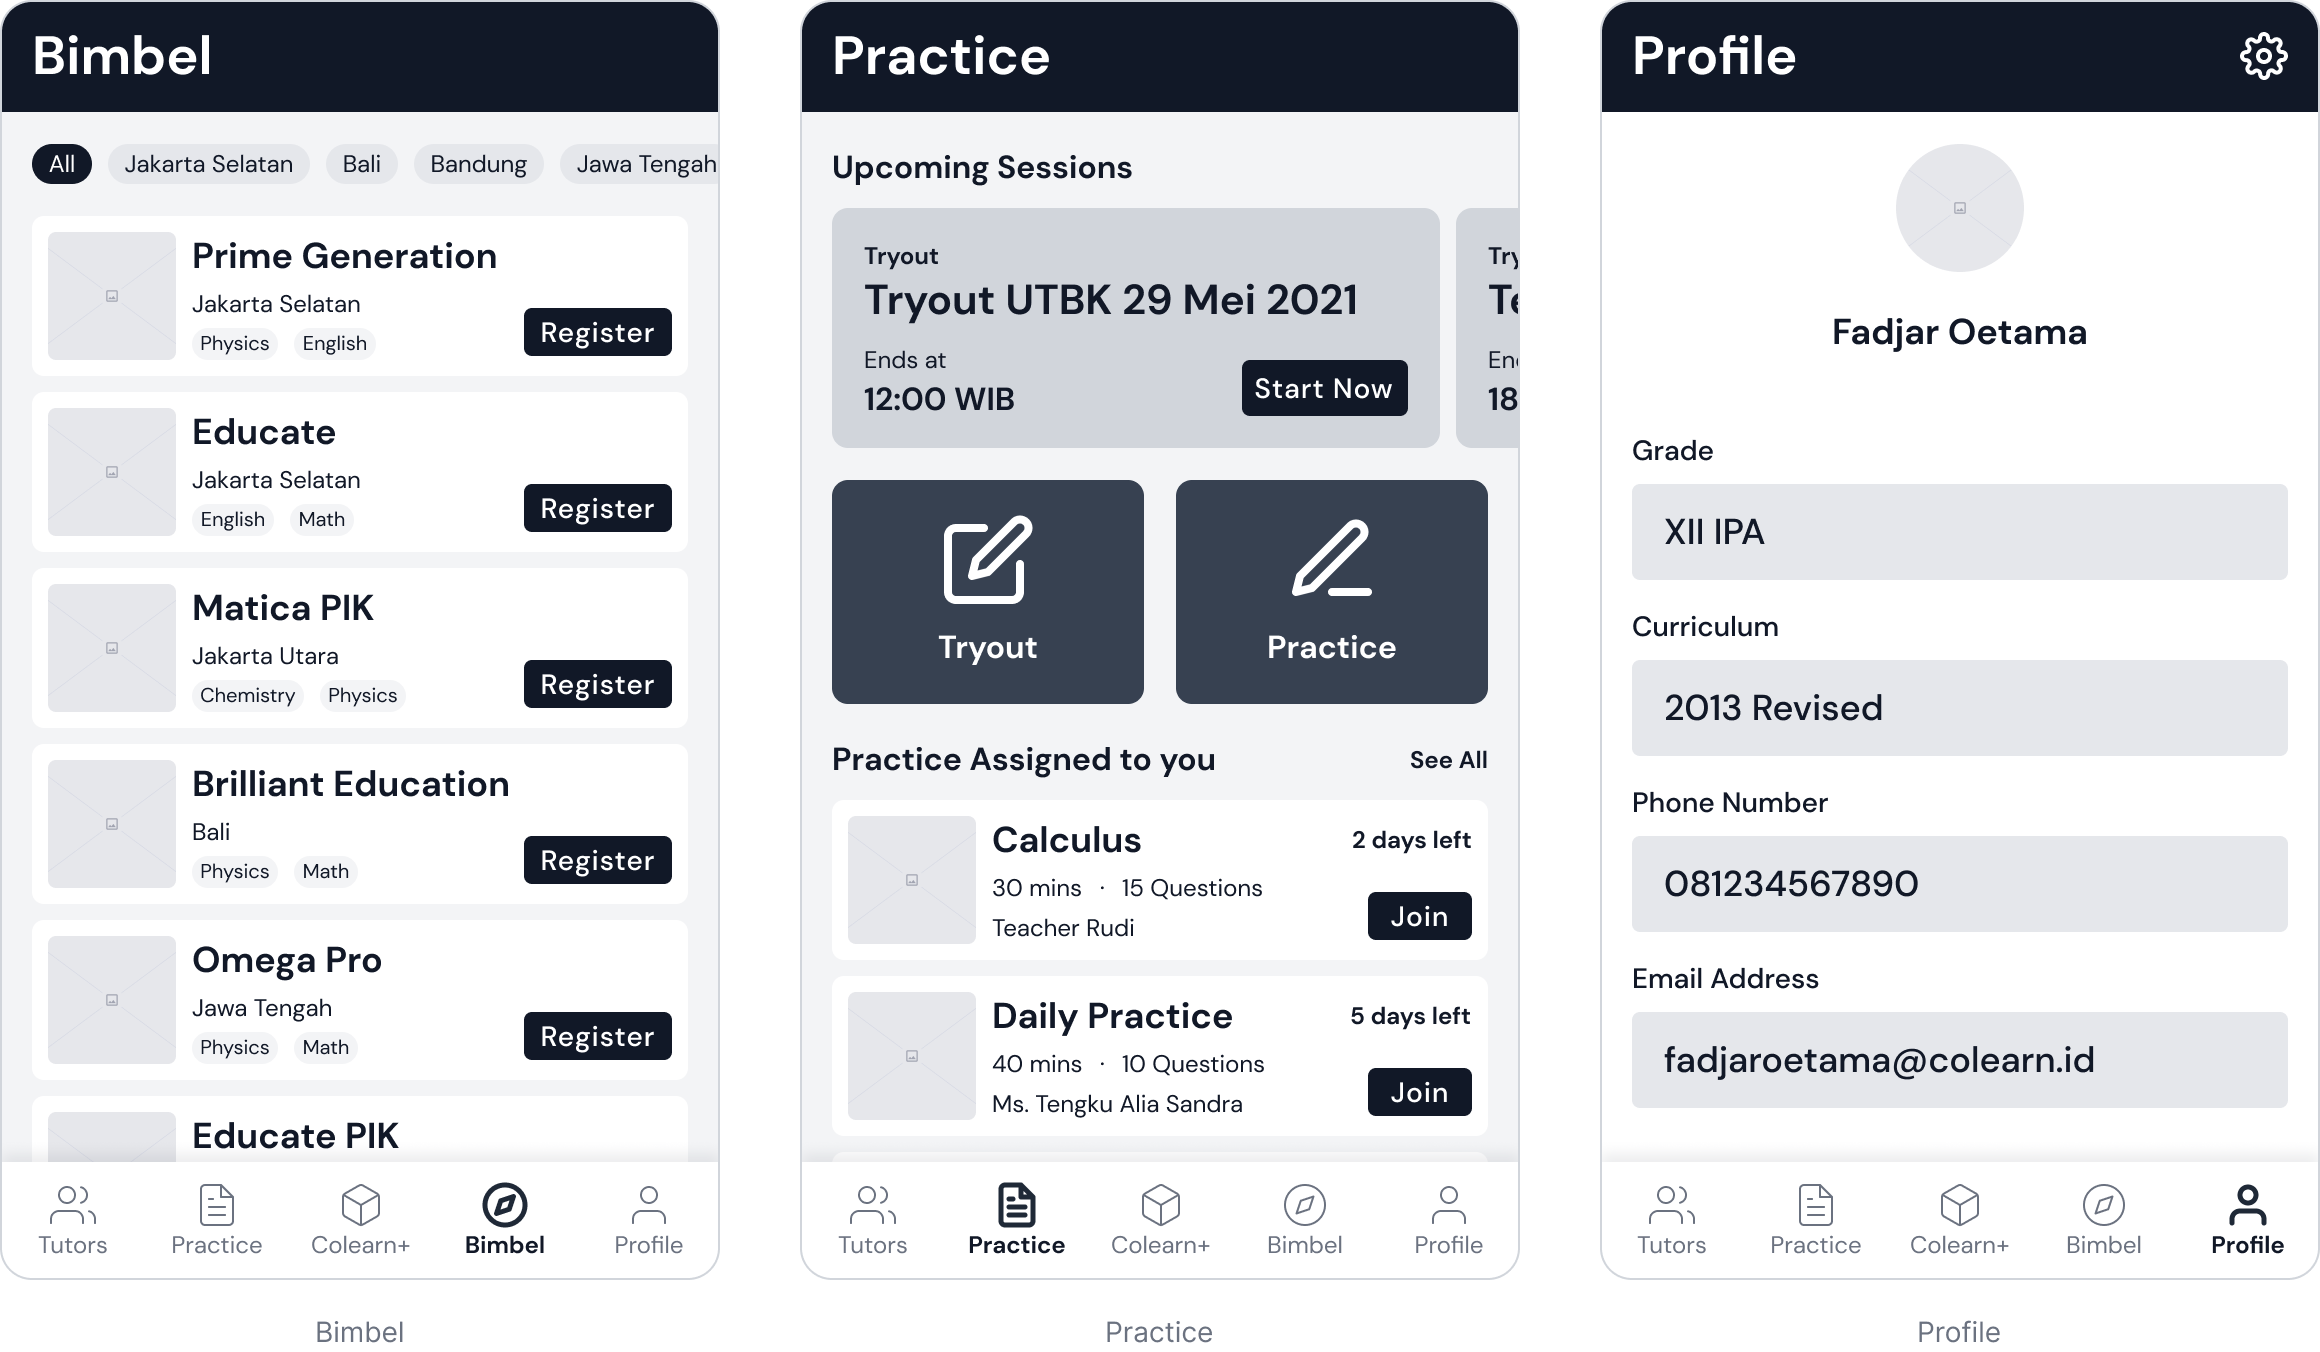 Bimbel
All Jakarta Selatan Bali Bandung Jawa Tengah
Prime Generation
Jakarta Selatan
Physics English
Register
Educate
Jakarta Selatan
English Math
Register
Matica PIK
Jakarta Utara
Chemistry Physics
Register
Brilliant Education
Bali
Physics Math
Register
Omega Pro
Jawa Tengah
Physics Math
Register
Educate PIK
Tutors Practice Colearn+ Bimbel Profile
Bimbel
Practice
Upcoming Sessions
Tryout
Tryout UTBK 29 Mei 2021
Ends at
12:00 WIB
Start Now
Try
Te
End
18
Tryout
Practice
Practice Assigned to you
See All
Calculus
2 days left
30 mins · 15 Questions
Teacher Rudi
Join
Daily Practice
5 days left
40 mins · 10 Questions
Ms. Tengku Alia Sandra
Join
Tutors Practice Colearn+ Bimbel Profile
Practice
Profile
Fadjar Oetama
Grade
XII IPA
Curriculum
2013 Revised
Phone Number
081234567890
Email Address
fadjaroetama@colearn.id
Tutors Practice Colearn+ Bimbel Profile
Profile